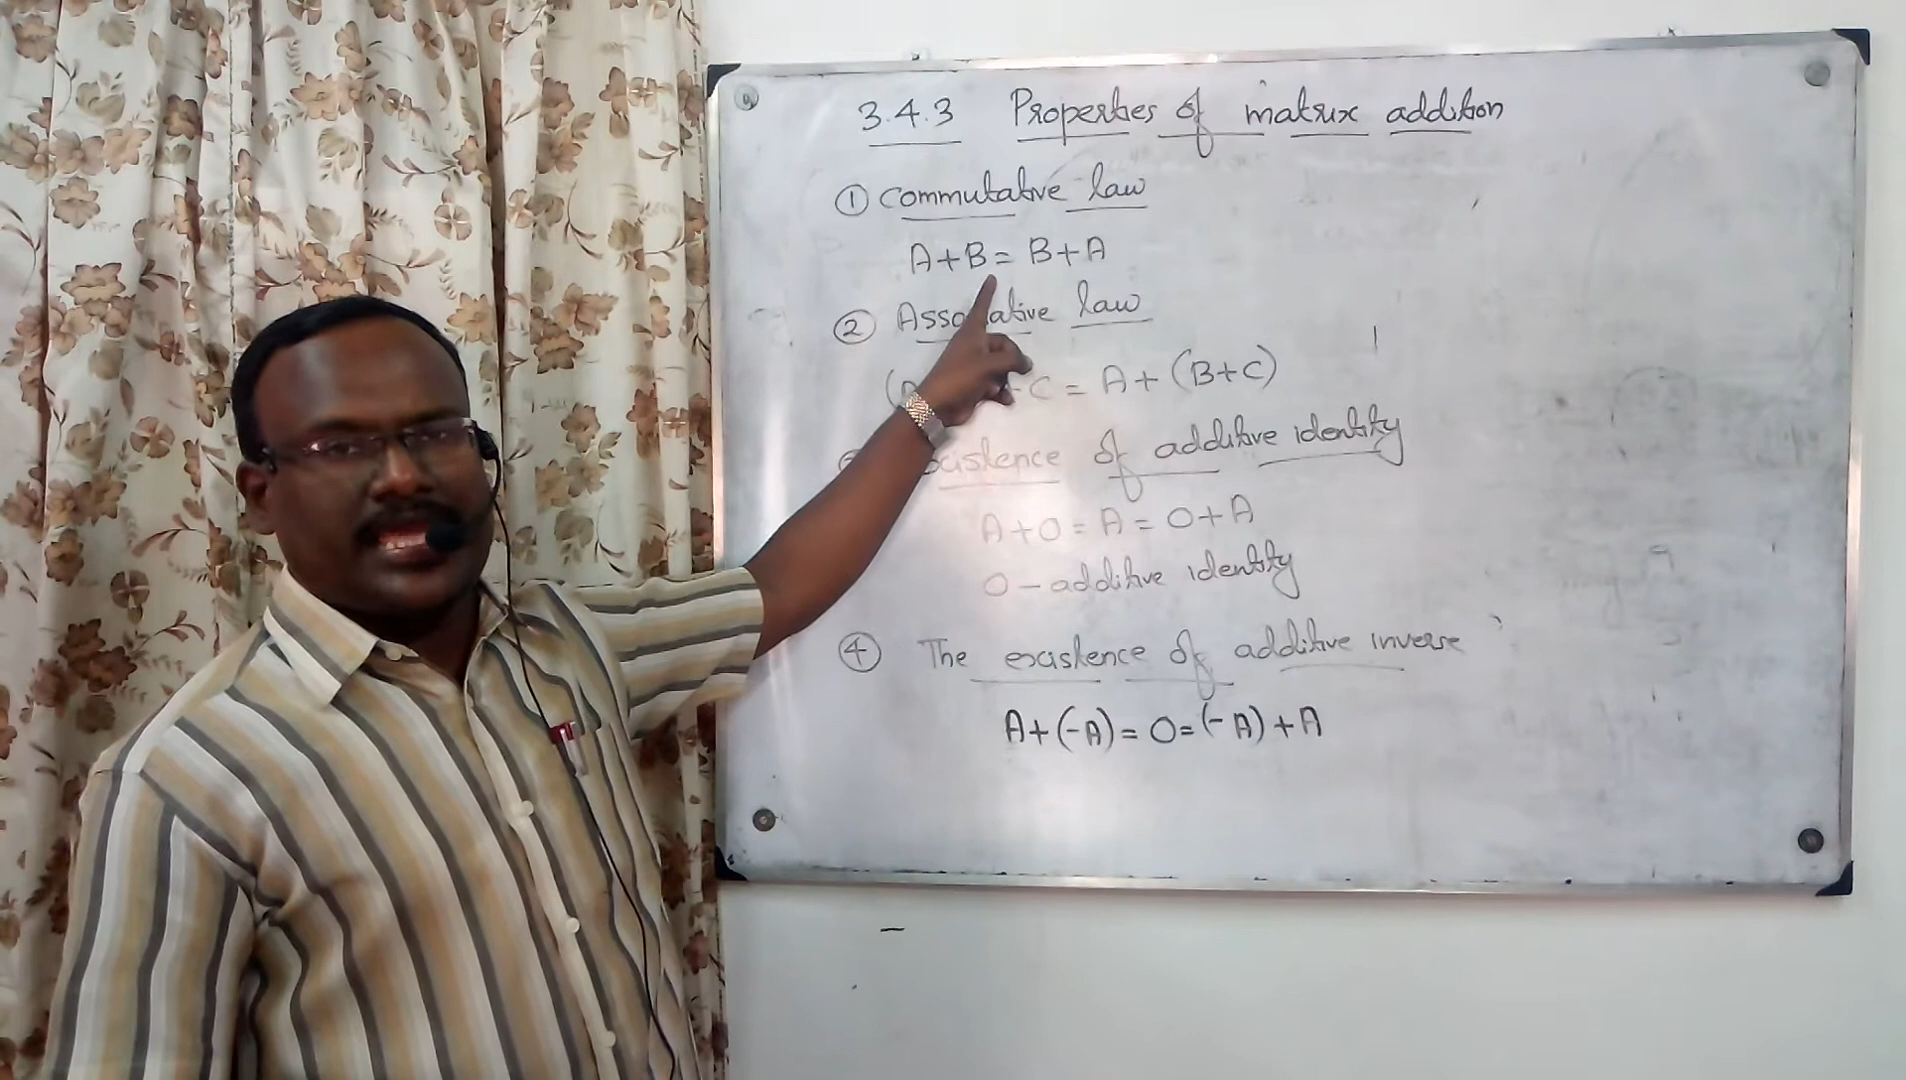 3.4.3 Properties of matrix addition
① Commutative law
A+B = B+A
② Asso ative law
+C = A + (B+C)
existence of additive identity
A+O = A = O+A
O - additive identity
④ The existence of additive inverse
A+(-A) = O = (-A) + A